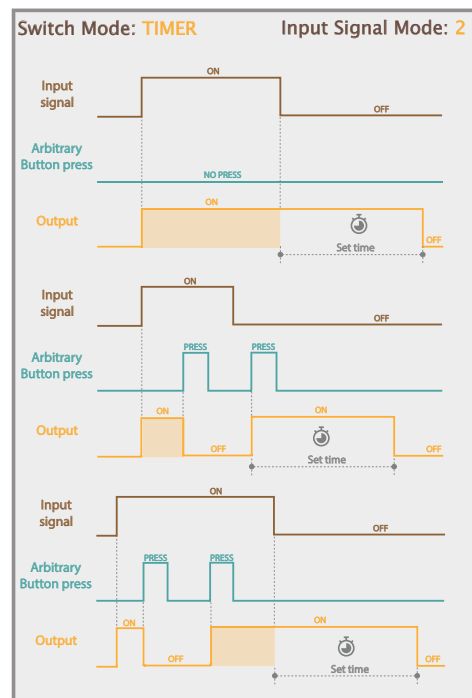 Switch Mode: TIMER
Input Signal Mode: 2
ON
Input
signal
OFF
Arbitrary
Button press
NO PRESS
ON
Output
OFF
Set time
ON
Input
signal
OFF
PRESS
PRESS
Arbitrary
Button press
ON
ON
Output
OFF
OFF
Set time
ON
Input
signal
OFF
PRESS
PRESS
Arbitrary
Button press
ON
ON
Output
OFF
OFF
Set time